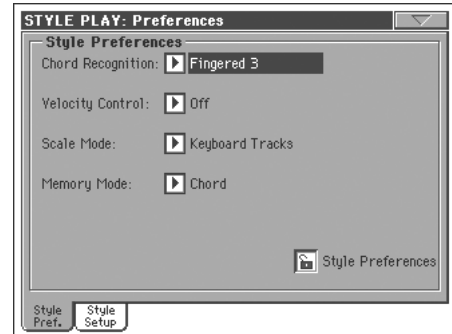 STYLE PLAY: Preferences
Style Preferences
Chord Recognition: Fingered 3
Velocity Control: Off
Scale Mode: Keyboard Tracks
Memory Mode: Chord
Style Preferences
Style Pref.
Style Setup